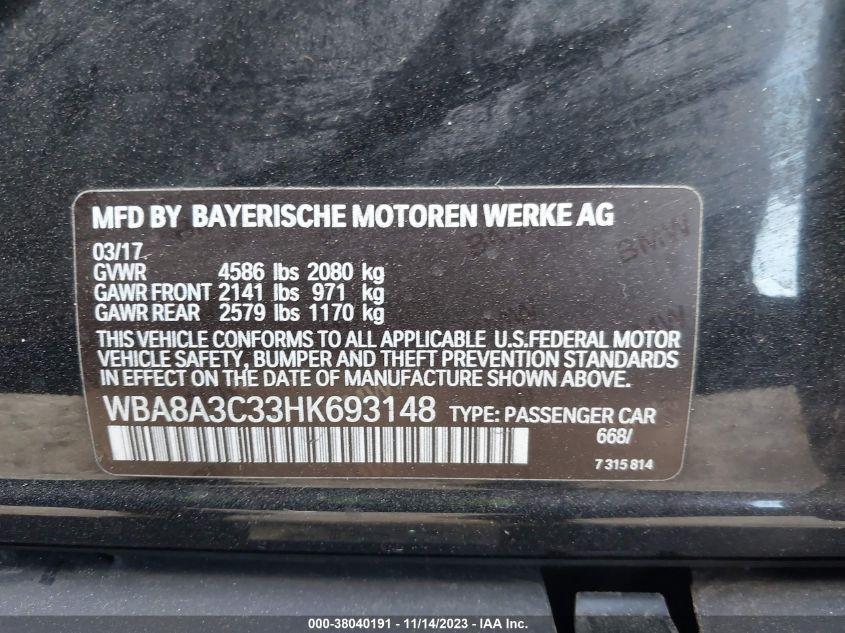 MFD BY BAYERISCHE MOTOREN WERKE AG
03/17
GVWR 4586 lbs 2080 kg
GAWR FRONT 2141 lbs 971 kg
GAWR REAR 2579 lbs 1170 kg
THIS VEHICLE CONFORMS TO ALL APPLICABLE U.S.FEDERAL MOTOR
VEHICLE SAFETY, BUMPER AND THEFT PREVENTION STANDARDS
IN EFFECT ON THE DATE OF MANUFACTURE SHOWN ABOVE.
WBA8A3C33HK693148 TYPE: PASSENGER CAR
668/
7 315 814
BMW
BMW
BMW
000-38040191 - 11/14/2023 - IAA Inc.